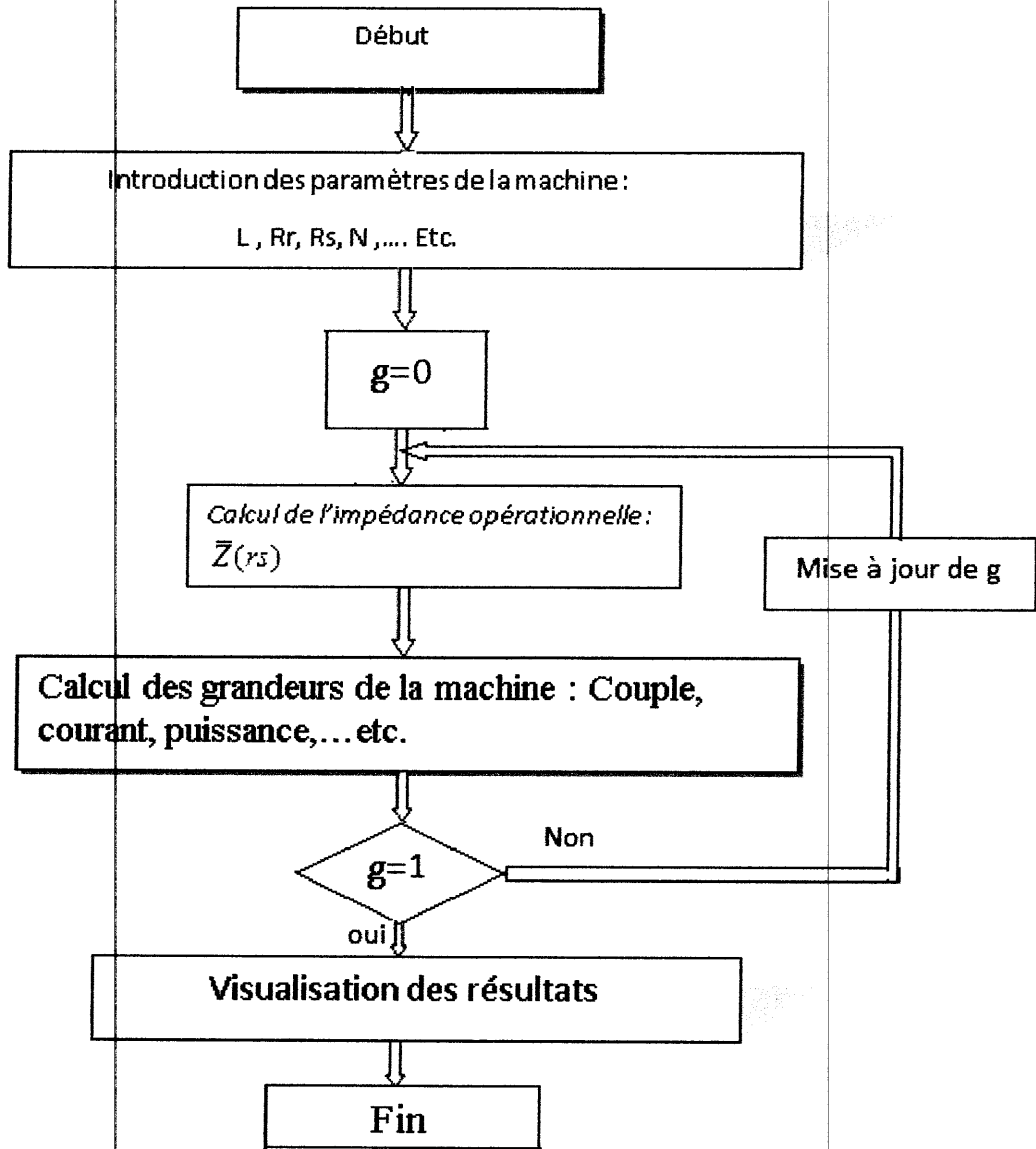 Début
Introduction des paramètres de la machine :
L , Rr, Rs, N ,.... Etc.
g=0
Calcul de l'impédance opérationnelle :
Z̅(rs)
Mise à jour de g
Calcul des grandeurs de la machine : Couple,
courant, puissance,...etc.
Non
g=1
oui
Visualisation des résultats
Fin